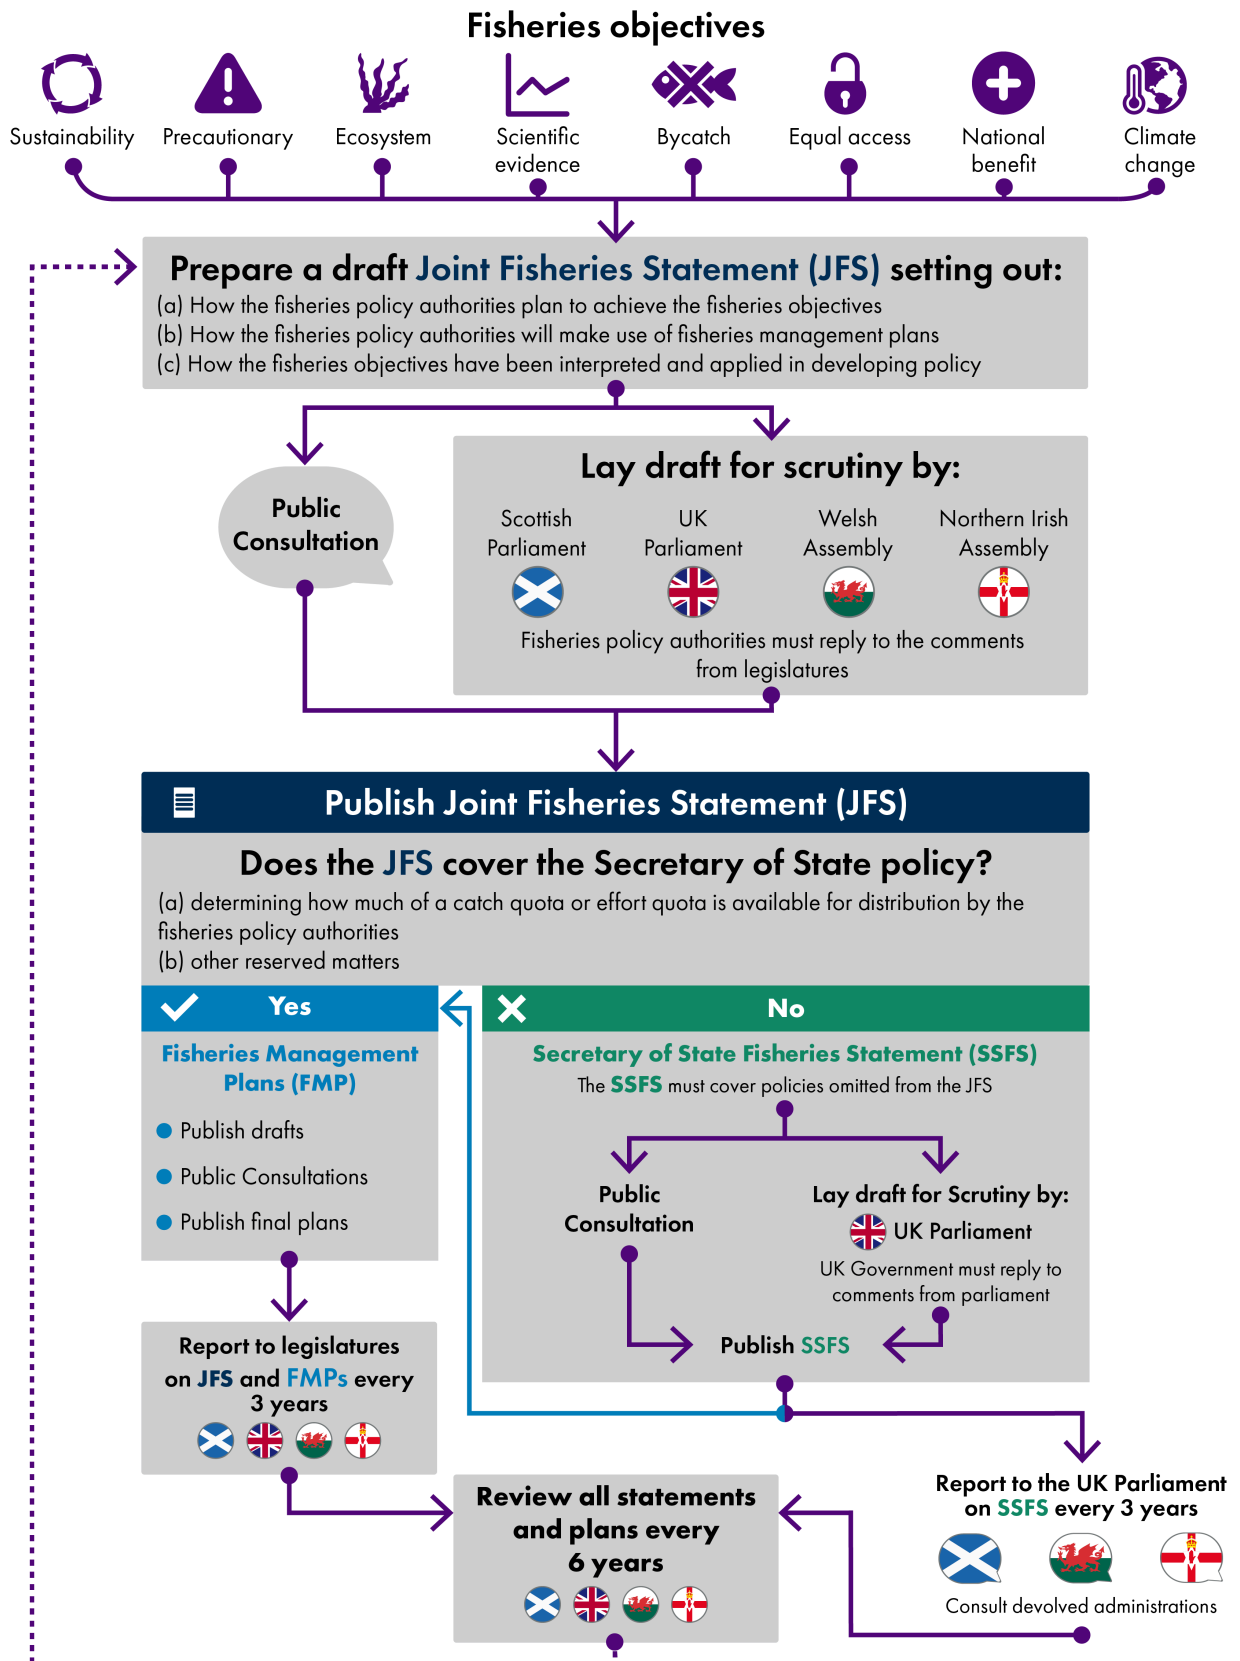 Fisheries objectives
Sustainability
Precautionary
Ecosystem
Scientific
evidence
Bycatch
Equal access
National
benefit
Climate
change
Prepare a draft Joint Fisheries Statement (JFS) setting out:
(a) How the fisheries policy authorities plan to achieve the fisheries objectives
(b) How the fisheries policy authorities will make use of fisheries management plans
(c) How the fisheries objectives have been interpreted and applied in developing policy
Public
Consultation
Lay draft for scrutiny by:
Scottish
Parliament
UK
Parliament
Welsh
Assembly
Northern Irish
Assembly
Fisheries policy authorities must reply to the comments
from legislatures
Publish Joint Fisheries Statement (JFS)
Does the JFS cover the Secretary of State policy?
(a) determining how much of a catch quota or effort quota is available for distribution by the
fisheries policy authorities
(b) other reserved matters
Yes
Fisheries Management
Plans (FMP)
Publish drafts
Public Consultations
Publish final plans
No
Secretary of State Fisheries Statement (SSFS)
The SSFS must cover policies omitted from the JFS
Public
Consultation
Lay draft for Scrutiny by:
UK Parliament
UK Government must reply to
comments from parliament
Publish SSFS
Report to legislatures
on JFS and FMPs every
3 years
Report to the UK Parliament
on SSFS every 3 years
Consult devolved administrations
Review all statements
and plans every
6 years